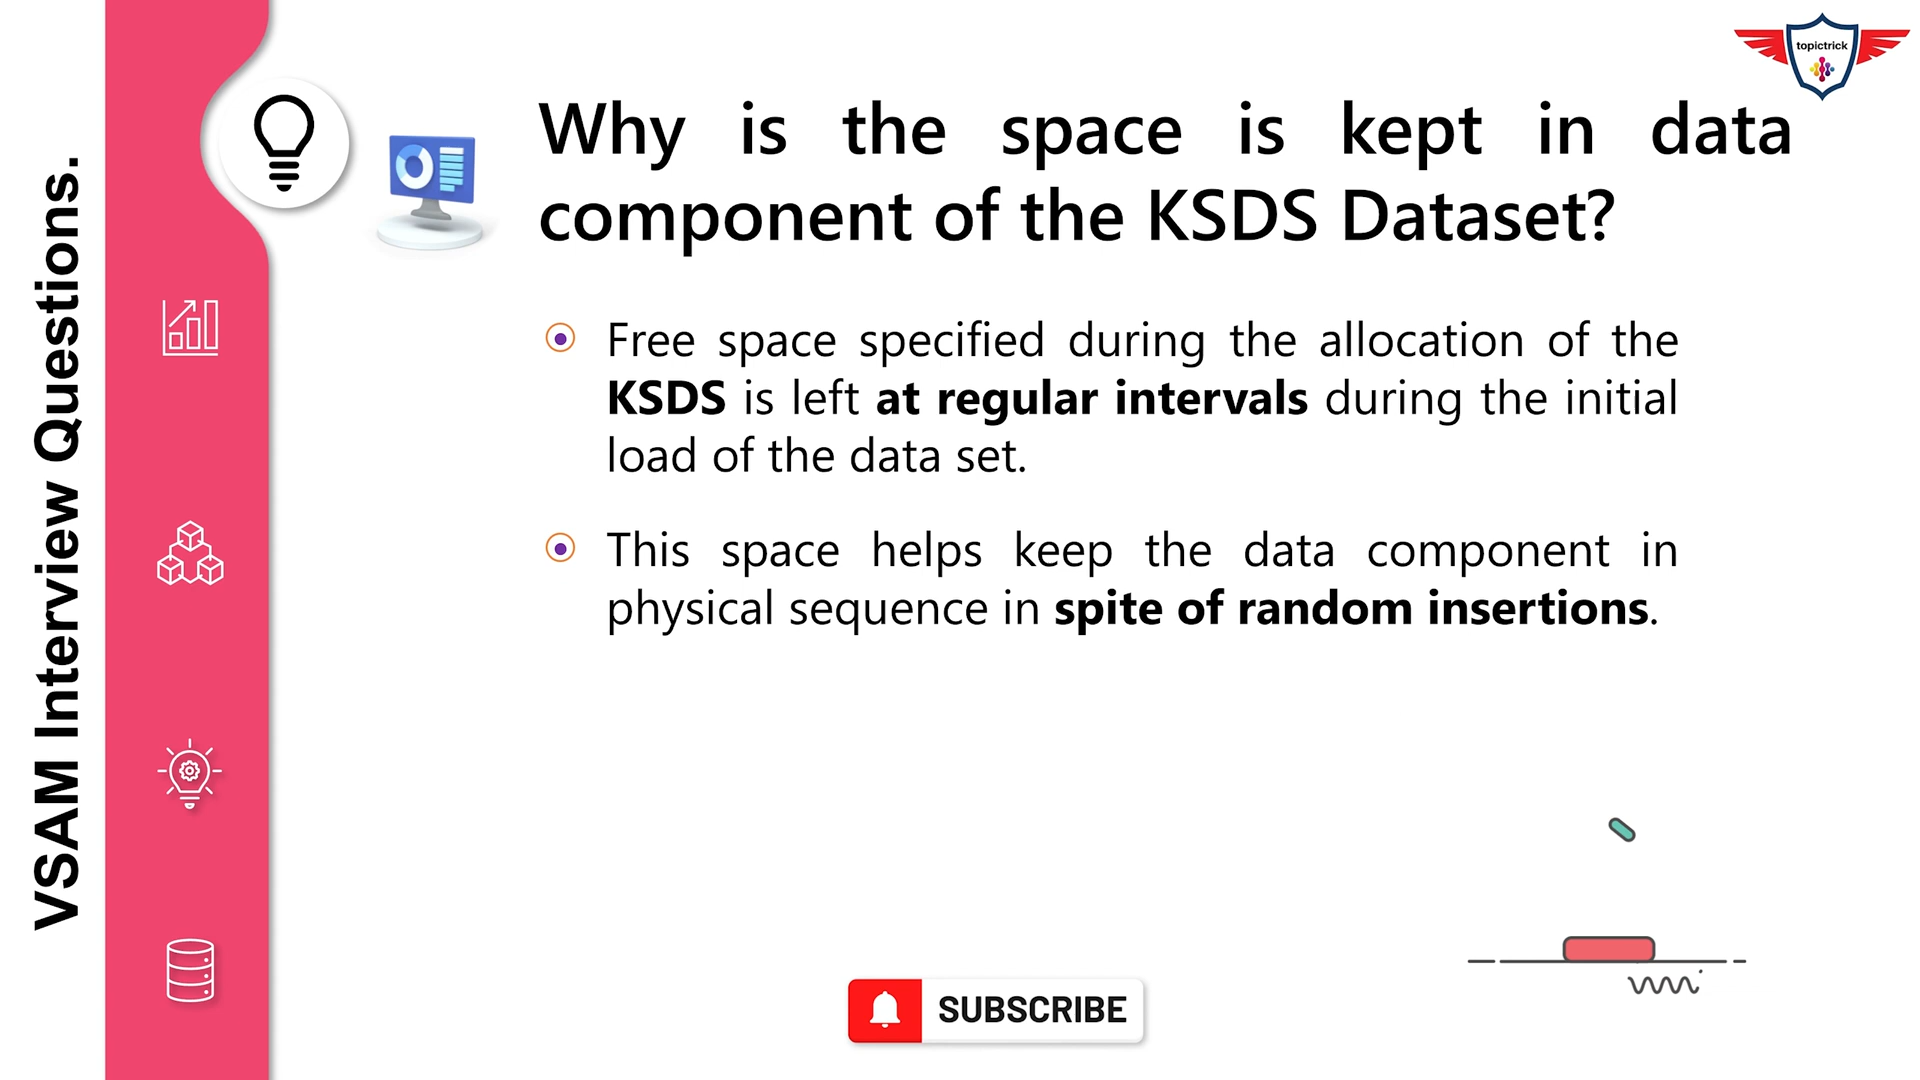 topictrick
VSAM Interview Questions.
Why is the space is kept in data
component of the KSDS Dataset?
Free space specified during the allocation of the
KSDS is left at regular intervals during the initial
load of the data set.
This space helps keep the data component in
physical sequence in spite of random insertions.
SUBSCRIBE